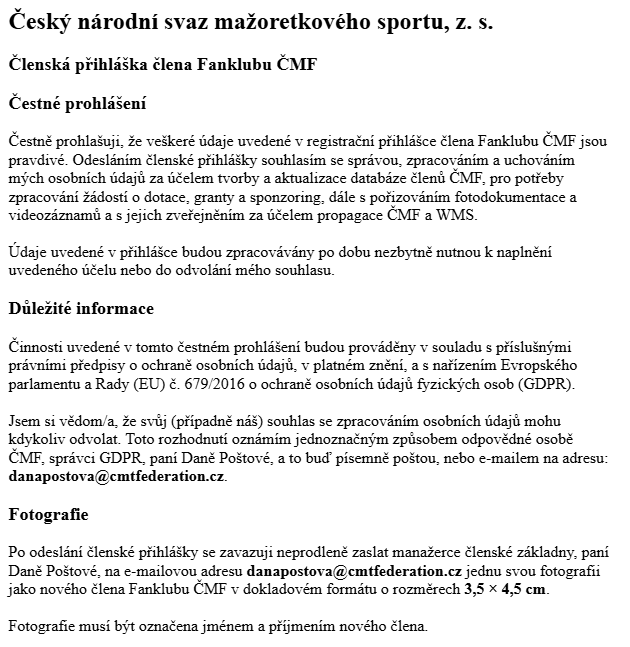 Český národní svaz mažoretkového sportu, z. s.
Členská přihláška člena Fanklubu ČMF
Čestné prohlášení
Čestně prohlašuji, že veškeré údaje uvedené v registrační přihlášce člena Fanklubu ČMF jsou
pravdivé. Odesláním členské přihlášky souhlasím se správou, zpracováním a uchováním
mých osobních údajů za účelem tvorby a aktualizace databáze členů ČMF, pro potřeby
zpracování žádostí o dotace, granty a sponzoring, dále s pořizováním fotodokumentace a
videozáznamů a s jejich zveřejněním za účelem propagace ČMF a WMS.
Údaje uvedené v přihlášce budou zpracovávány po dobu nezbytně nutnou k naplnění
uvedeného účelu nebo do odvolání mého souhlasu.
Důležité informace
Činnosti uvedené v tomto čestném prohlášení budou prováděny v souladu s příslušnými
právními předpisy o ochraně osobních údajů, v platném znění, a s nařízením Evropského
parlamentu a Rady (EU) č. 679/2016 o ochraně osobních údajů fyzických osob (GDPR).
Jsem si vědom/a, že svůj (případně náš) souhlas se zpracováním osobních údajů mohu
kdykoliv odvolat. Toto rozhodnutí oznámím jednoznačným způsobem odpovědné osobě
ČMF, správci GDPR, paní Daně Poštové, a to buď písemně poštou, nebo e-mailem na adresu:
danapostova@cmtfederation.cz.
Fotografie
Po odeslání členské přihlášky se zavazuji neprodleně zaslat manažerce členské základny, paní
Daně Poštové, na e-mailovou adresu danapostova@cmtfederation.cz jednu svou fotografii
jako nového člena Fanklubu ČMF v dokladovém formátu o rozměrech 3,5 × 4,5 cm.
Fotografie musí být označena jménem a příjmením nového člena.